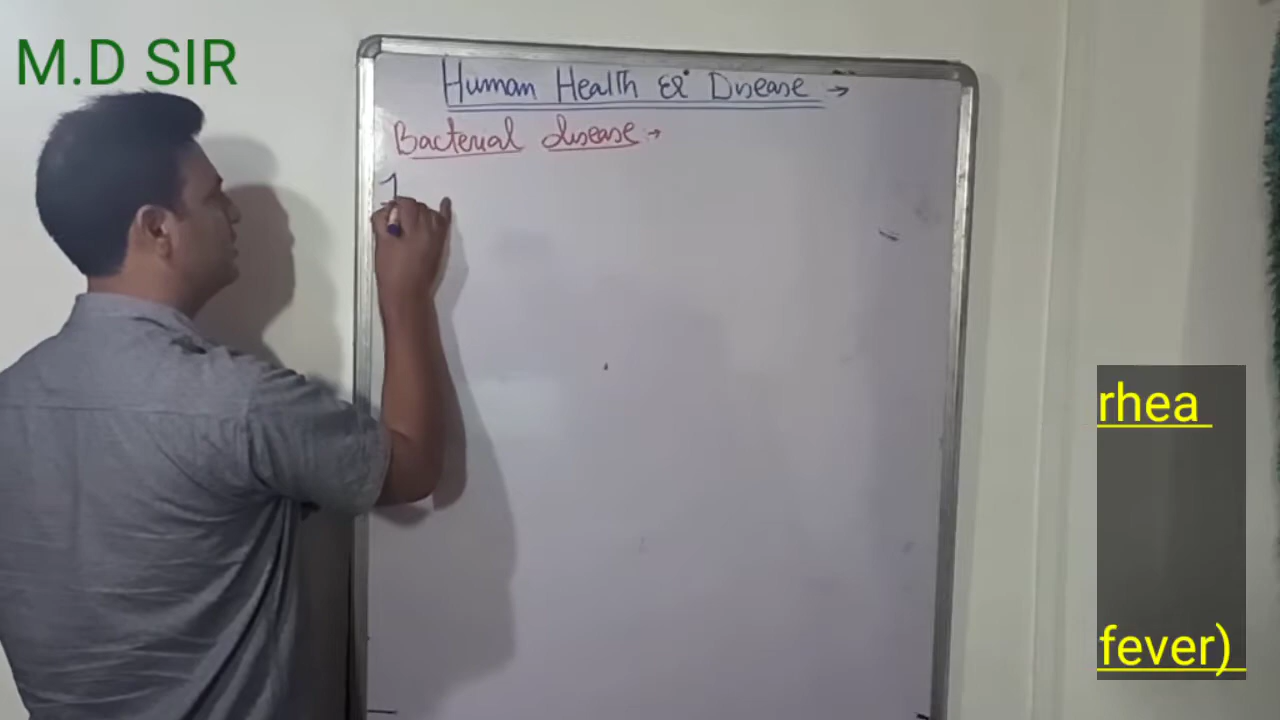 M.D SIR
Human Health & Disease →
Bacterial disease →
1
rhea
fever)